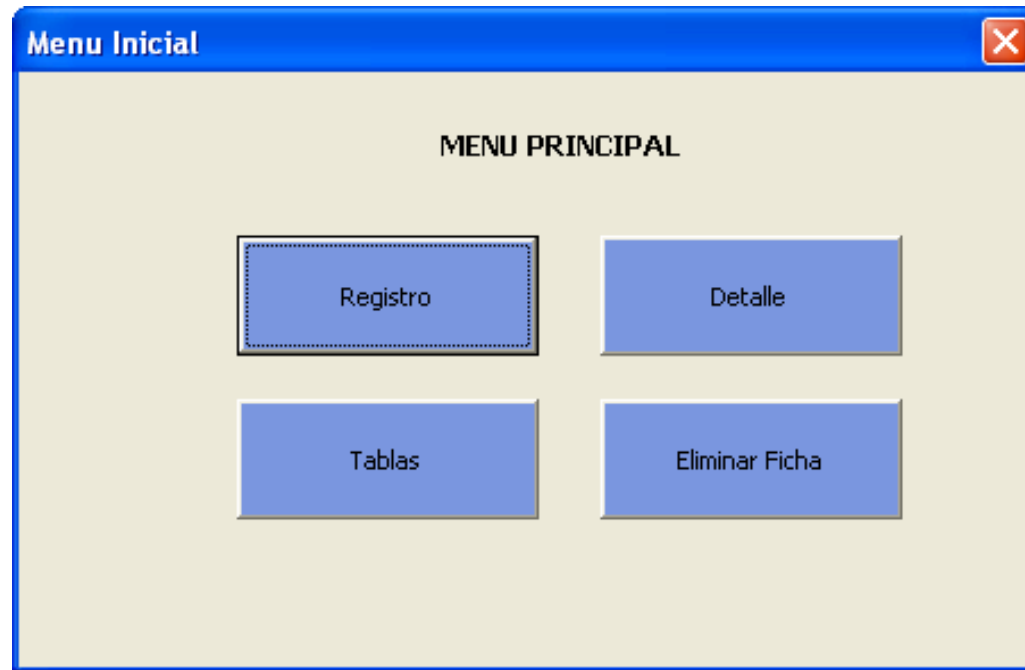 Menu Inicial
MENU PRINCIPAL
Registro
Detalle
Tablas
Eliminar Ficha